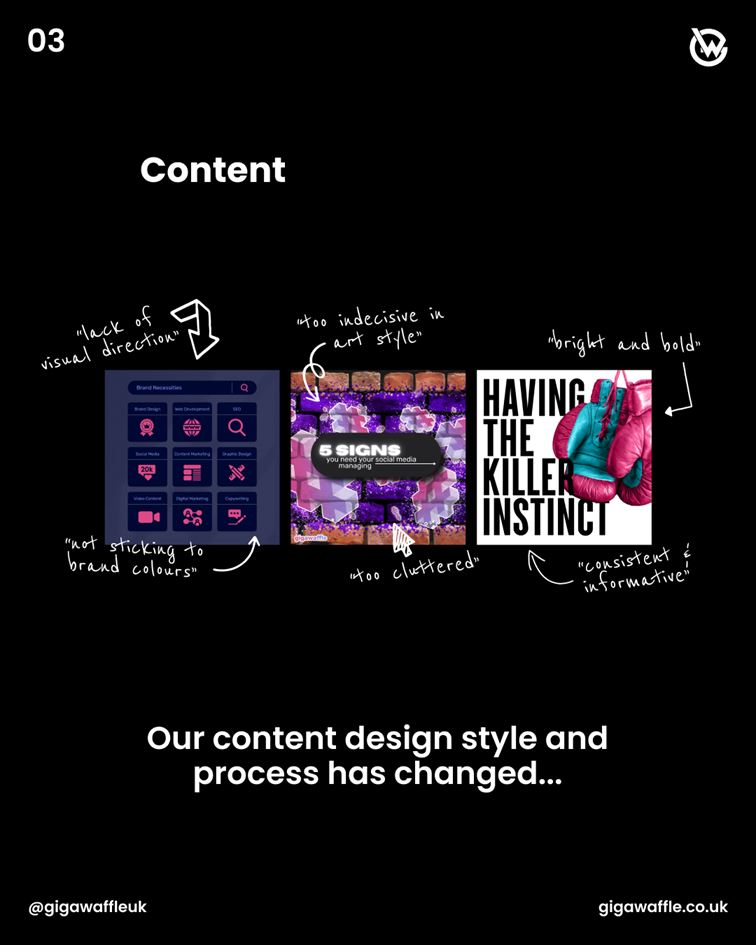 03
Content
"lack of
visual direction"
"too indecisive in
art style"
"bright and bold"
Brand Necessities
Brand Design
Web Development
SEO
WWW
Social Media
Content Marketing
Graphic Design
20k
Video Content
Digital Marketing
Copywriting
5 SIGNS
you need your social media
managing
gigawaffle
HAVING
THE
KILLER
INSTINCT
"not sticking to
brand colours"
"too cluttered"
"consistent &
informative"
Our content design style and
process has changed...
@gigawaffleuk
gigawaffle.co.uk